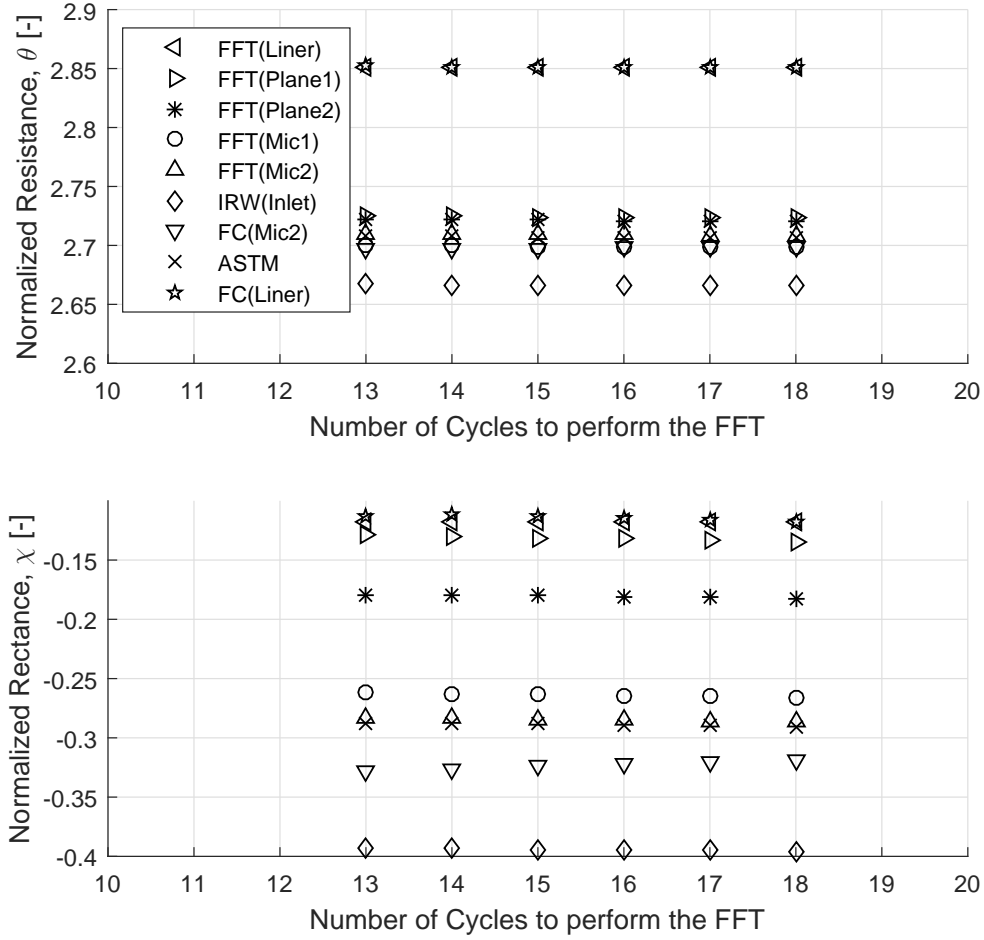 2.9
2.85
2.8
2.75
2.7
2.65
2.6
Normalized Resistance, θ [-]
FFT(Liner)
FFT(Plane1)
FFT(Plane2)
FFT(Mic1)
FFT(Mic2)
IRW(Inlet)
FC(Mic2)
ASTM
FC(Liner)
10 11 12 13 14 15 16 17 18 19 20
Number of Cycles to perform the FFT
-0.15
-0.2
-0.25
-0.3
-0.35
-0.4
Normalized Rectance, χ [-]
10 11 12 13 14 15 16 17 18 19 20
Number of Cycles to perform the FFT